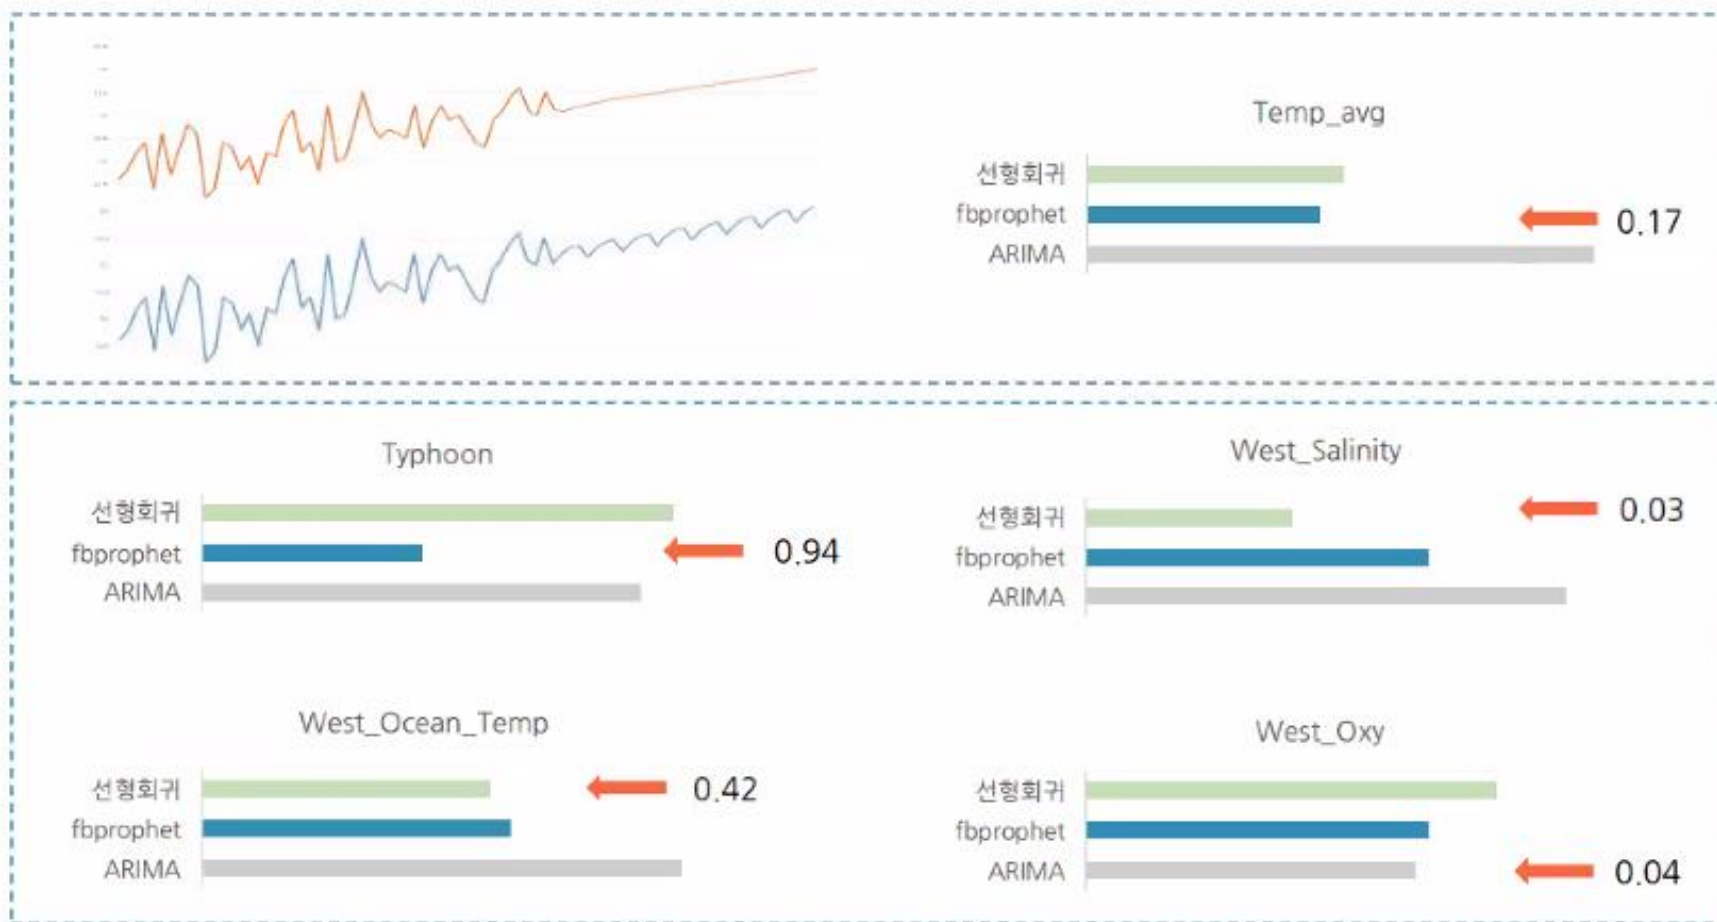 Temp_avg
선형회귀
fbprophet
0.17
ARIMA
Typhoon
선형회귀
fbprophet
0.94
ARIMA
West_Salinity
선형회귀
0.03
fbprophet
ARIMA
West_Ocean_Temp
선형회귀
0.42
fbprophet
ARIMA
West_Oxy
선형회귀
fbprophet
ARIMA
0.04